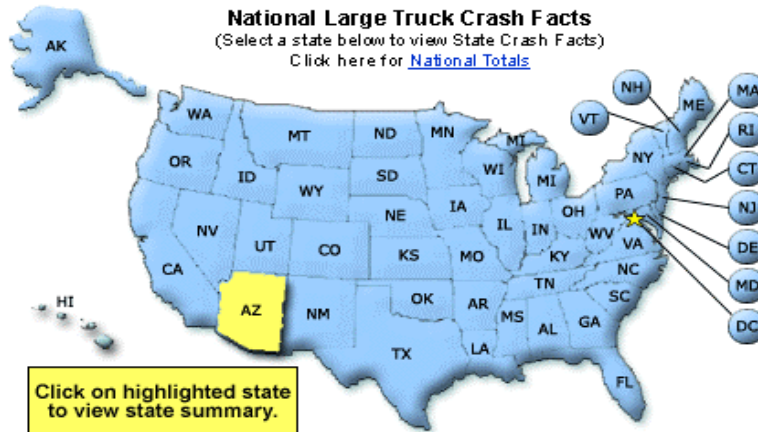 National Large Truck Crash Facts
(Select a state below to view State Crash Facts)
Click here for National Totals
AK
WA
MT
ND
MN
MI
VT
NH
ME
MA
RI
CT
NJ
DE
MD
DC
OR
ID
WY
SD
WI
MI
NY
PA
NV
UT
CO
NE
IA
IL
IN
OH
WV
VA
CA
KS
MO
KY
NC
TN
SC
AZ
NM
OK
AR
MS
AL
GA
TX
LA
FL
HI
Click on highlighted state
to view state summary.